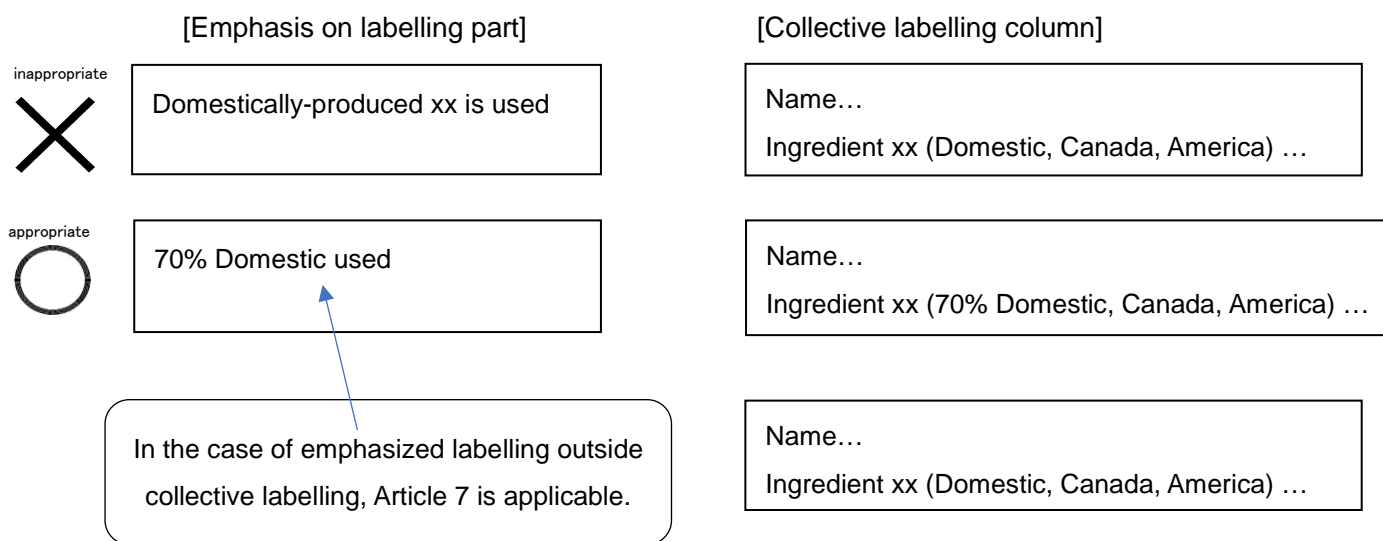 [Emphasis on labelling part]
[Collective labelling column]
inappropriate
Domestically-produced xx is used
Name…
Ingredient xx (Domestic, Canada, America) …
appropriate
70% Domestic used
Name…
Ingredient xx (70% Domestic, Canada, America) …
In the case of emphasized labelling outside
collective labelling, Article 7 is applicable.
Name…
Ingredient xx (Domestic, Canada, America) …